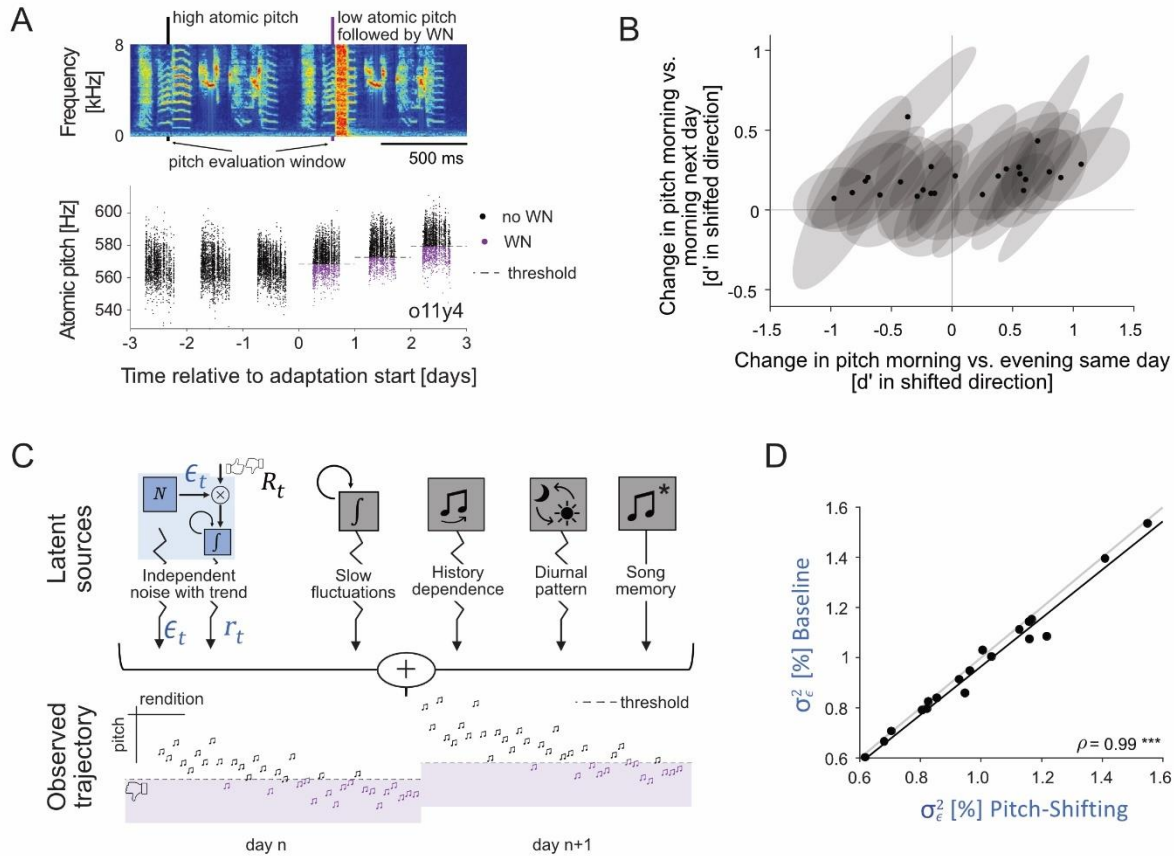 A
high atomic pitch
low atomic pitch
followed by WN
Frequency
[kHz]
8
0
pitch evaluation window
500 ms
Atomic pitch [Hz]
600
580
560
540
no WN
WN
threshold
o11y4
-3 -2 -1 0 1 2 3
Time relative to adaptation start [days]
B
Change in pitch morning vs.
morning next day
[d' in shifted direction]
1
0.5
0
-0.5
-1.5 -1 -0.5 0 0.5 1 1.5
Change in pitch morning vs. evening same day
[d' in shifted direction]
C
Latent
sources
N
ϵt
Rt
∫
∫
*
Independent
noise with trend
Slow
fluctuations
History
dependence
Diurnal
pattern
Song
memory
ϵt
rt
+
Observed
trajectory
rendition
pitch
threshold
day n
day n+1
D
σ²ϵ [%] Baseline
1.6
1.4
1.2
1.0
0.8
0.6
ρ = 0.99 ***
0.6 0.8 1.0 1.2 1.4 1.6
σ²ϵ [%] Pitch-Shifting